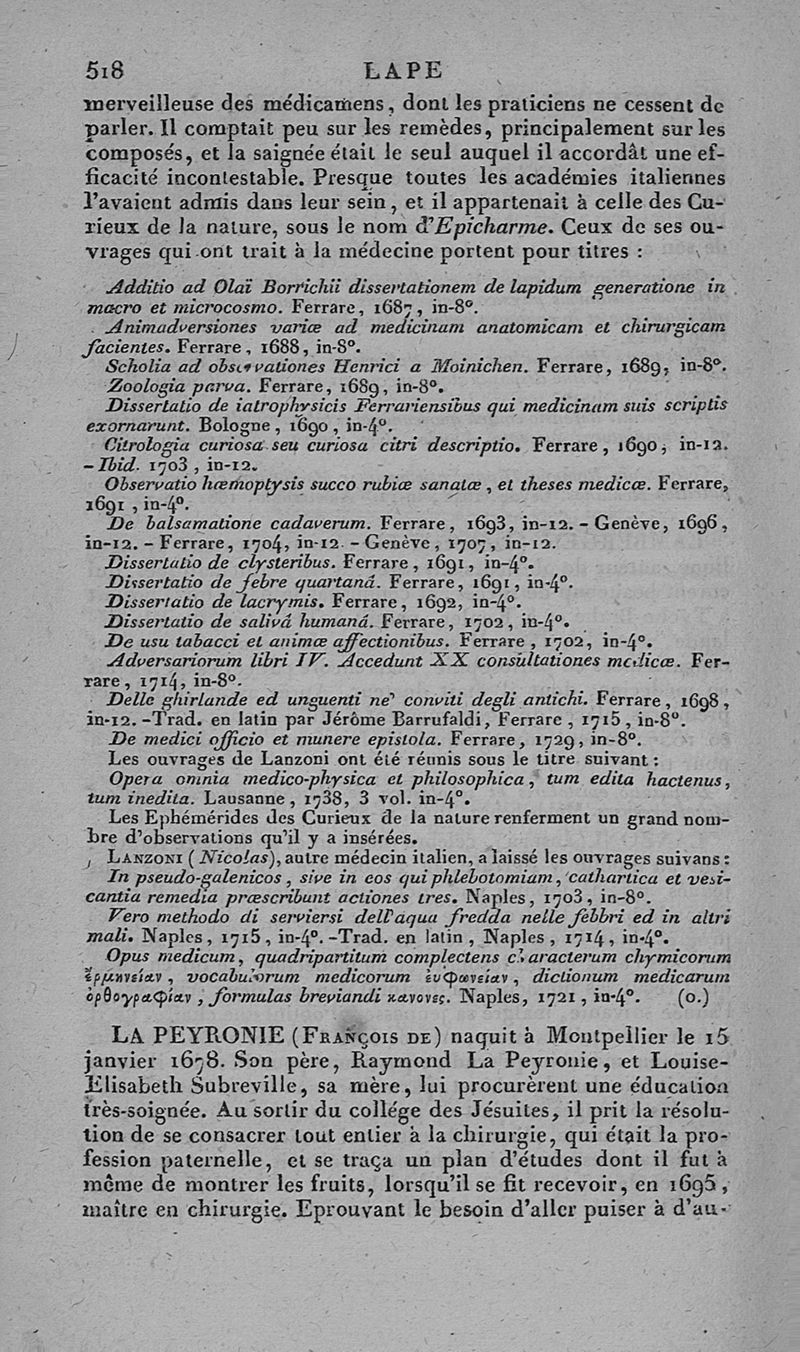 518 LAPE
merveilleuse des médicamens, dont les praticiens ne cessent de
parler. Il comptait peu sur les remèdes, principalement sur les
composés, et la saignée était le seul auquel il accordât une ef-
ficacité incontestable. Presque toutes les académies italiennes
l'avaient admis dans leur sein, et il appartenait à celle des Cu-
rieux de la nature, sous le nom d'Epicharme. Ceux de ses ou-
vrages qui ont trait à la médecine portent pour titres :
Additio ad Olaï Borrichii dissertationem de lapidum generatione in
macro et microcosmo. Ferrare, 1687, in-8°.
Animadversiones variæ ad medicinam anatomicam et chirurgicam
facientes. Ferrare, 1688, in-8°.
Scholia ad observationes Henrici a Moinichen. Ferrare, 1689, in-8°.
Zoologia parva. Ferrare, 1689, in-8°.
Dissertatio de iatrophysicis Ferrariensibus qui medicinam suis scriptis
exornarunt. Bologne, 1690, in-4°.
Citrologia curiosa seu curiosa citri descriptio. Ferrare, 1690, in-12.
– Ibid. 1703, in-12.
Observatio hæmoptysis succo rubiæ sanatæ, et theses medicæ. Ferrare,
1691, in-4°.
De balsamatione cadaverum. Ferrare, 1693, in-12. – Genève, 1696,
in-12. – Ferrare, 1704, in-12. – Genève, 1707, in-12.
Dissertatio de clysteribus. Ferrare, 1691, in-4°.
Dissertatio de febre quartanâ. Ferrare, 1691, in-4°.
Dissertatio de lacrymis. Ferrare, 1692, in-4°.
Dissertatio de salivâ humanâ. Ferrare, 1702, in-4°.
De usu tabacci et animæ affectionibus. Ferrare, 1702, in-4°.
Adversariorum libri IV. Accedunt XX consultationes medicæ. Fer-
rare, 1714, in-8°.
Delle ghirlande ed unguenti ne' conviti degli antichi. Ferrare, 1698,
in-12. – Trad. en latin par Jérôme Barrufaldi, Ferrare, 1715, in-8°.
De medici officio et munere epistola. Ferrare, 1729, in-8°.
Les ouvrages de Lanzoni ont été réunis sous le titre suivant :
Opera omnia medico-physica et philosophica, tum edita hactenus,
tum inedita. Lausanne, 1738, 3 vol. in-4°.
Les Ephémérides des Curieux de la nature renferment un grand nom-
bre d'observations qu'il y a insérées.
LANZONI (Nicolas), autre médecin italien, a laissé les ouvrages suivans :
In pseudo-galenicos, sive in eos qui phlebotomiam, cathartica et vesi-
cantia remedia præscribunt actiones tres. Naples, 1703, in-8°.
Vero methodo di serviersi dell'aqua fredda nelle febbri ed in altri
mali. Naples, 1715, in-4°. – Trad. en latin, Naples, 1714, in-4°.
Opus medicum, quadripartitum complectens characterum chymicorum
ἑρμηνείαν, vocabulorum medicorum ἐυφωνείαν, dictionum medicarum
ὀρθογραφίαν, formulas breviandi κανονες. Naples, 1721, in-4°. (o.)
LA PEYRONIE (FRANÇOIS DE) naquit à Montpellier le 15
janvier 1678. Son père, Raymond La Peyronie, et Louise-
Elisabeth Subreville, sa mère, lui procurèrent une éducation
très-soignée. Au sortir du collége des Jésuites, il prit la résolu-
tion de se consacrer tout entier à la chirurgie, qui était la pro-
fession paternelle, et se traça un plan d'études dont il fut à
même de montrer les fruits, lorsqu'il se fit recevoir, en 1695,
maître en chirurgie. Eprouvant le besoin d'aller puiser à d'au-